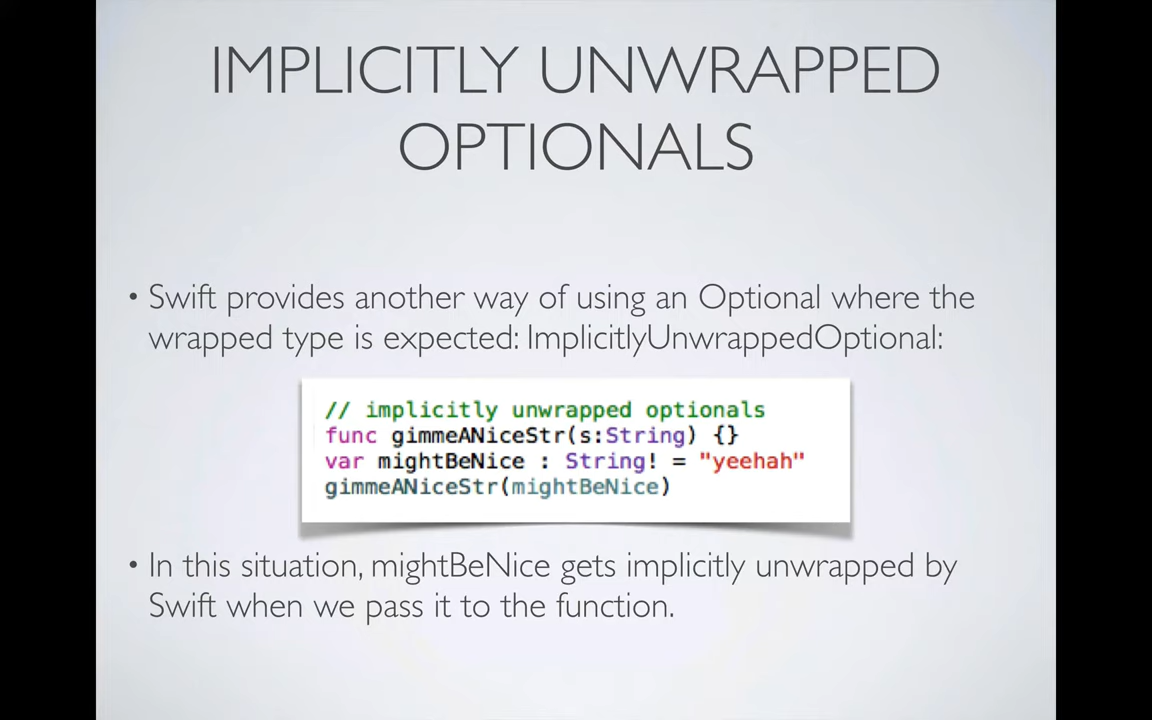 IMPLICITLY UNWRAPPED
OPTIONALS
• Swift provides another way of using an Optional where the
wrapped type is expected: ImplicitlyUnwrappedOptional:
// implicitly unwrapped optionals
func gimmeANiceStr(s:String) {}
var mightBeNice : String! = "yeehah"
gimmeANiceStr(mightBeNice)
• In this situation, mightBeNice gets implicitly unwrapped by
Swift when we pass it to the function.